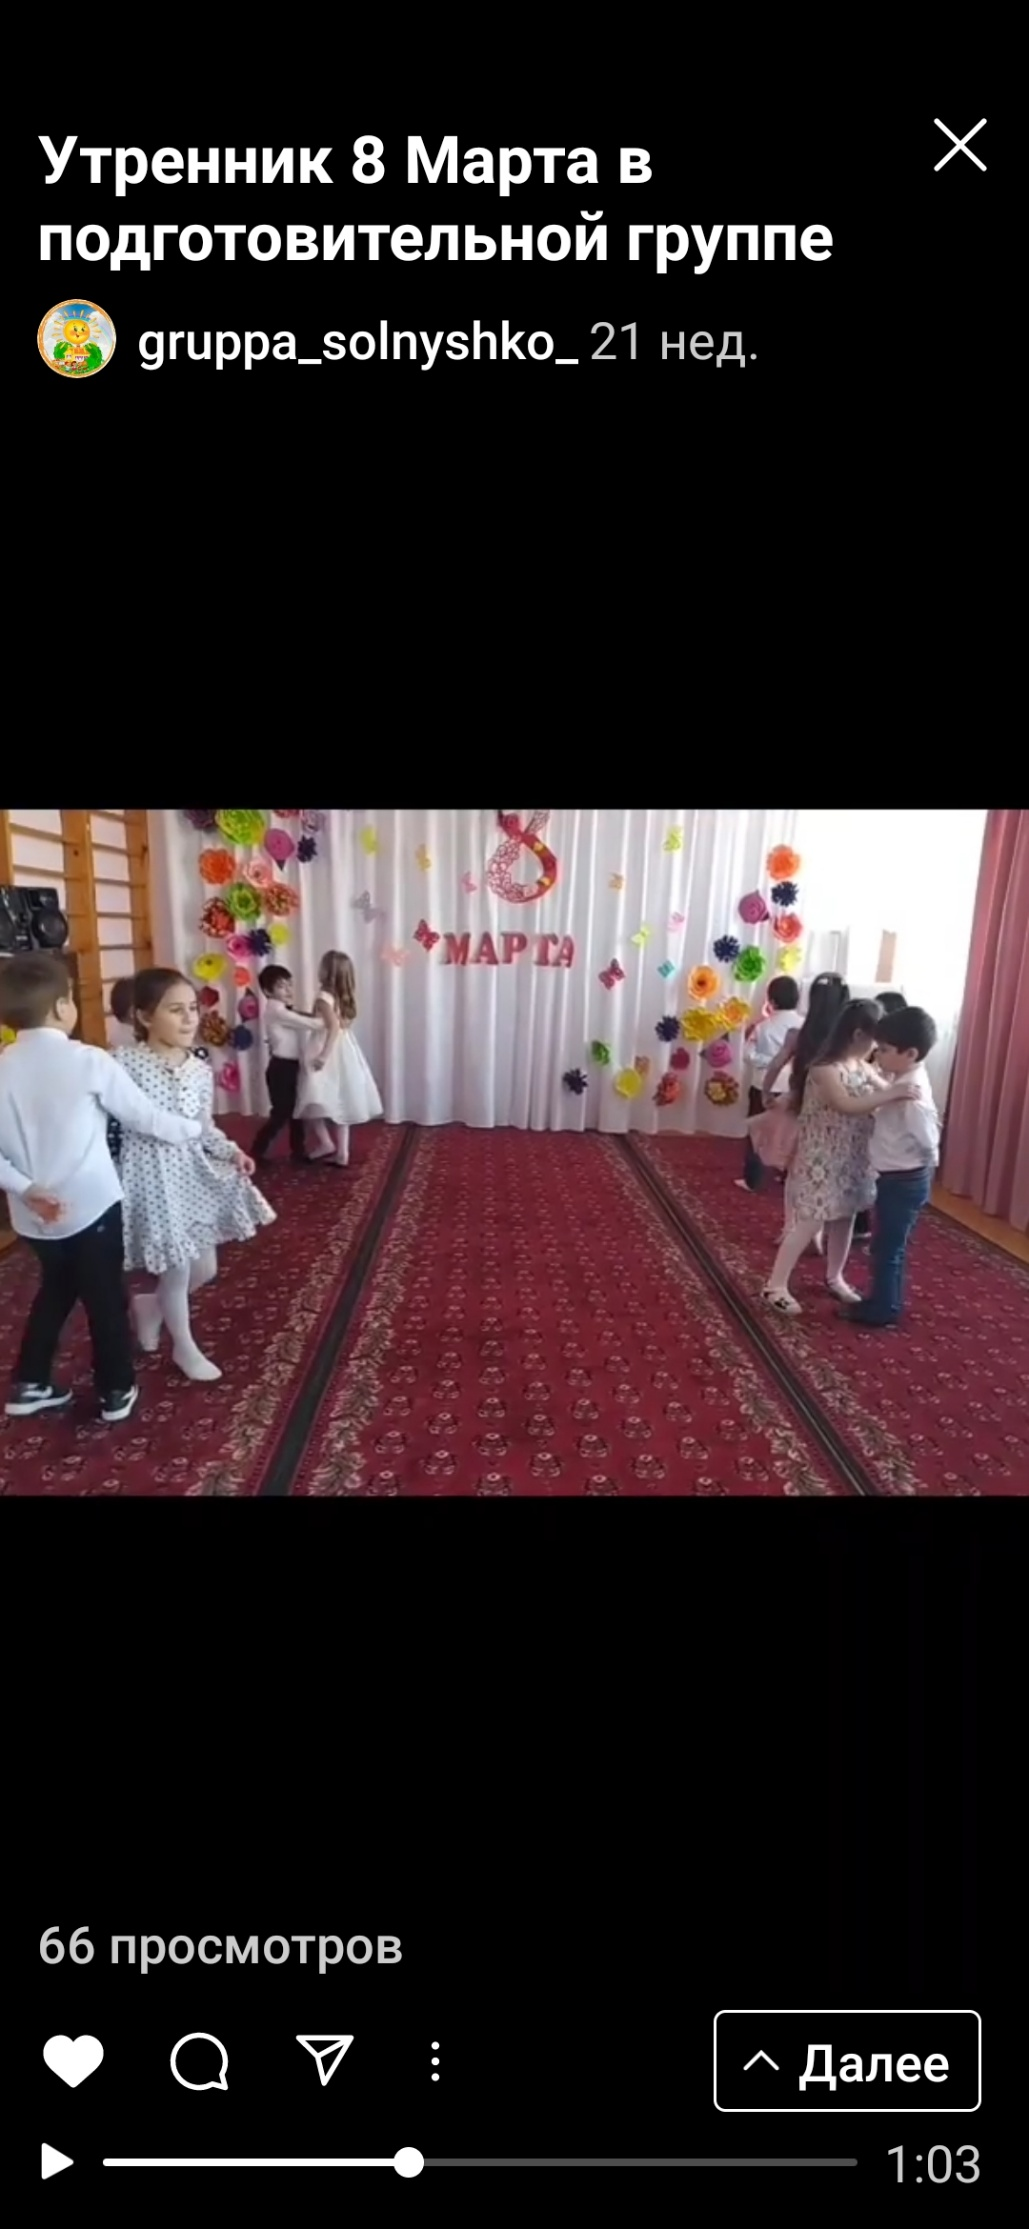 Утренник 8 Марта в
подготовительной группе
gruppa_solnyshko_ 21 нед.
8
МАРТА
66 просмотров
Далее
1:03